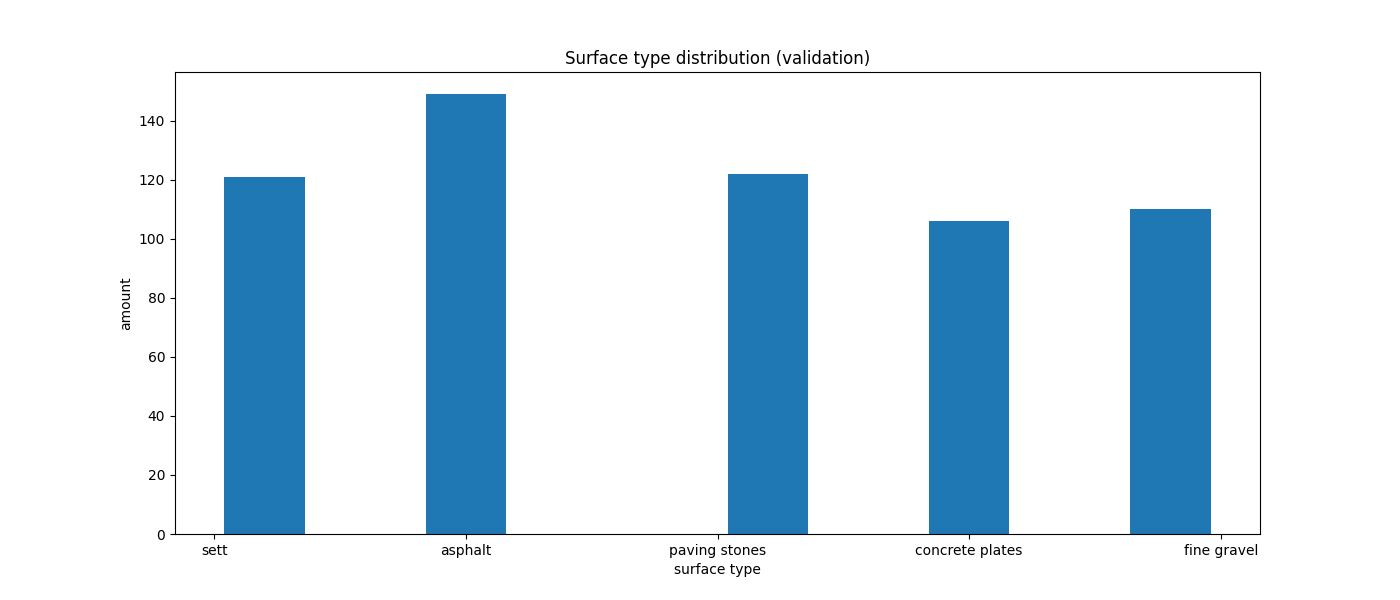 Surface type distribution (validation)
140
120
100
80
60
40
20
0
amount
sett asphalt paving stones concrete plates fine gravel
surface type